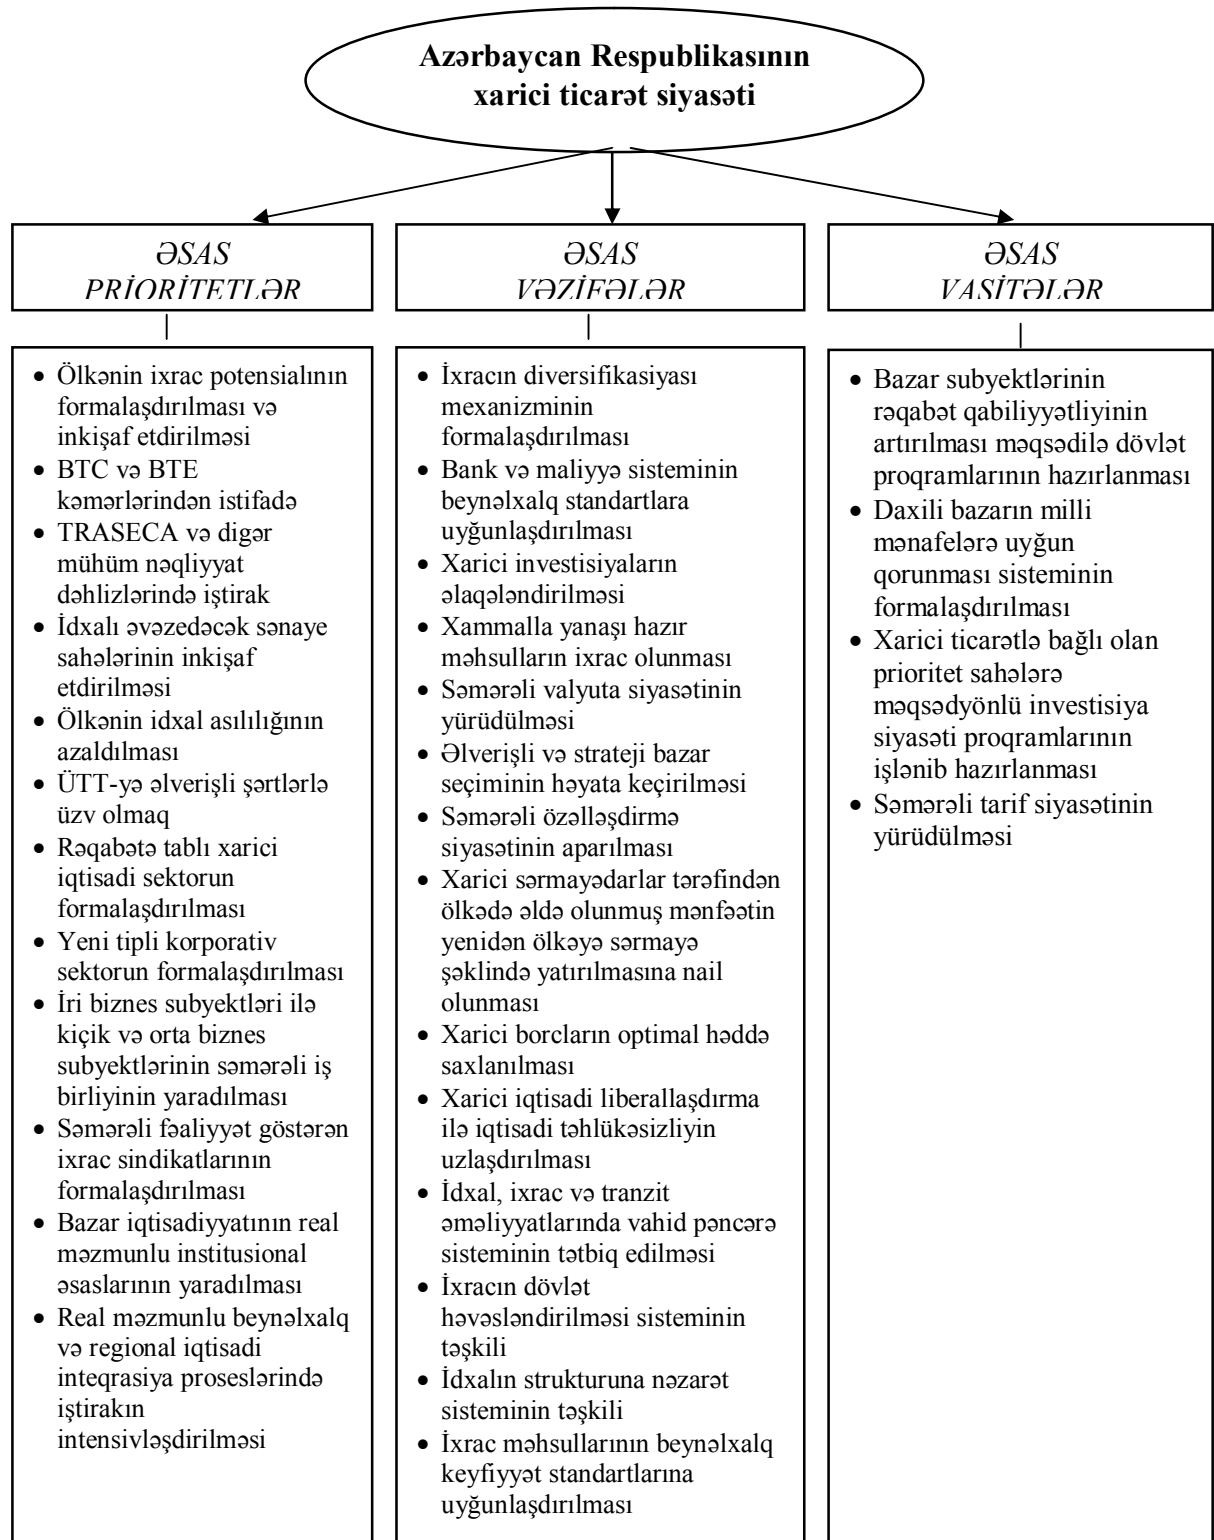 Azərbaycan Respublikasının
xarici ticarət siyasəti
ƏSAS
PRİORİTETLƏR
• Ölkənin ixrac potensialının
formalaşdırılması və
inkişaf etdirilməsi
• BTC və BTE
kəmərlərindən istifadə
• TRASECA və digər
mühüm nəqliyyat
dəhlizlərində iştirak
• İdxalı əvəzedəcək sənaye
sahələrinin inkişaf
etdirilməsi
• Ölkənin idxal asılılığının
azaldılması
• ÜTT-yə əlverişli şərtlərlə
üzv olmaq
• Rəqabətə tablı xarici
iqtisadi sektorun
formalaşdırılması
• Yeni tipli korporativ
sektorun formalaşdırılması
• İri biznes subyektləri ilə
kiçik və orta biznes
subyektlərinin səmərəli iş
birliyinin yaradılması
• Səmərəli fəaliyyət göstərən
ixrac sindikatlarının
formalaşdırılması
• Bazar iqtisadiyyatının real
məzmunlu institusional
əsaslarının yaradılması
• Real məzmunlu beynəlxalq
və regional iqtisadi
inteqrasiya proseslərində
iştirakın
intensivləşdirilməsi
ƏSAS
VƏZİFƏLƏR
• İxracın diversifikasiyası
mexanizminin
formalaşdırılması
• Bank və maliyyə sisteminin
beynəlxalq standartlara
uyğunlaşdırılması
• Xarici investisiyaların
əlaqələndirilməsi
• Xammalla yanaşı hazır
məhsulların ixrac olunması
• Səmərəli valyuta siyasətinin
yürüdülməsi
• Əlverişli və strateji bazar
seçiminin həyata keçirilməsi
• Səmərəli özəlləşdirmə
siyasətinin aparılması
• Xarici sərmayədarlar tərəfindən
ölkədə əldə olunmuş mənfəətin
yenidən ölkəyə sərmayə
şəklində yatırılmasına nail
olunması
• Xarici borcların optimal həddə
saxlanılması
• Xarici iqtisadi liberallaşdırma
ilə iqtisadi təhlükəsizliyin
uzlaşdırılması
• İdxal, ixrac və tranzit
əməliyyatlarında vahid pəncərə
sisteminin tətbiq edilməsi
• İxracın dövlət
həvəsləndirilməsi sisteminin
təşkili
• İdxalın strukturuna nəzarət
sisteminin təşkili
• İxrac məhsullarının beynəlxalq
keyfiyyət standartlarına
uyğunlaşdırılması
ƏSAS
VASİTƏLƏR
• Bazar subyektlərinin
rəqabət qabiliyyətliyinin
artırılması məqsədilə dövlət
proqramlarının hazırlanması
• Daxili bazarın milli
mənafelərə uyğun
qorunması sisteminin
formalaşdırılması
• Xarici ticarətlə bağlı olan
prioritet sahələrə
məqsədyönlü investisiya
siyasəti proqramlarının
işlənib hazırlanması
• Səmərəli tarif siyasətinin
yürüdülməsi